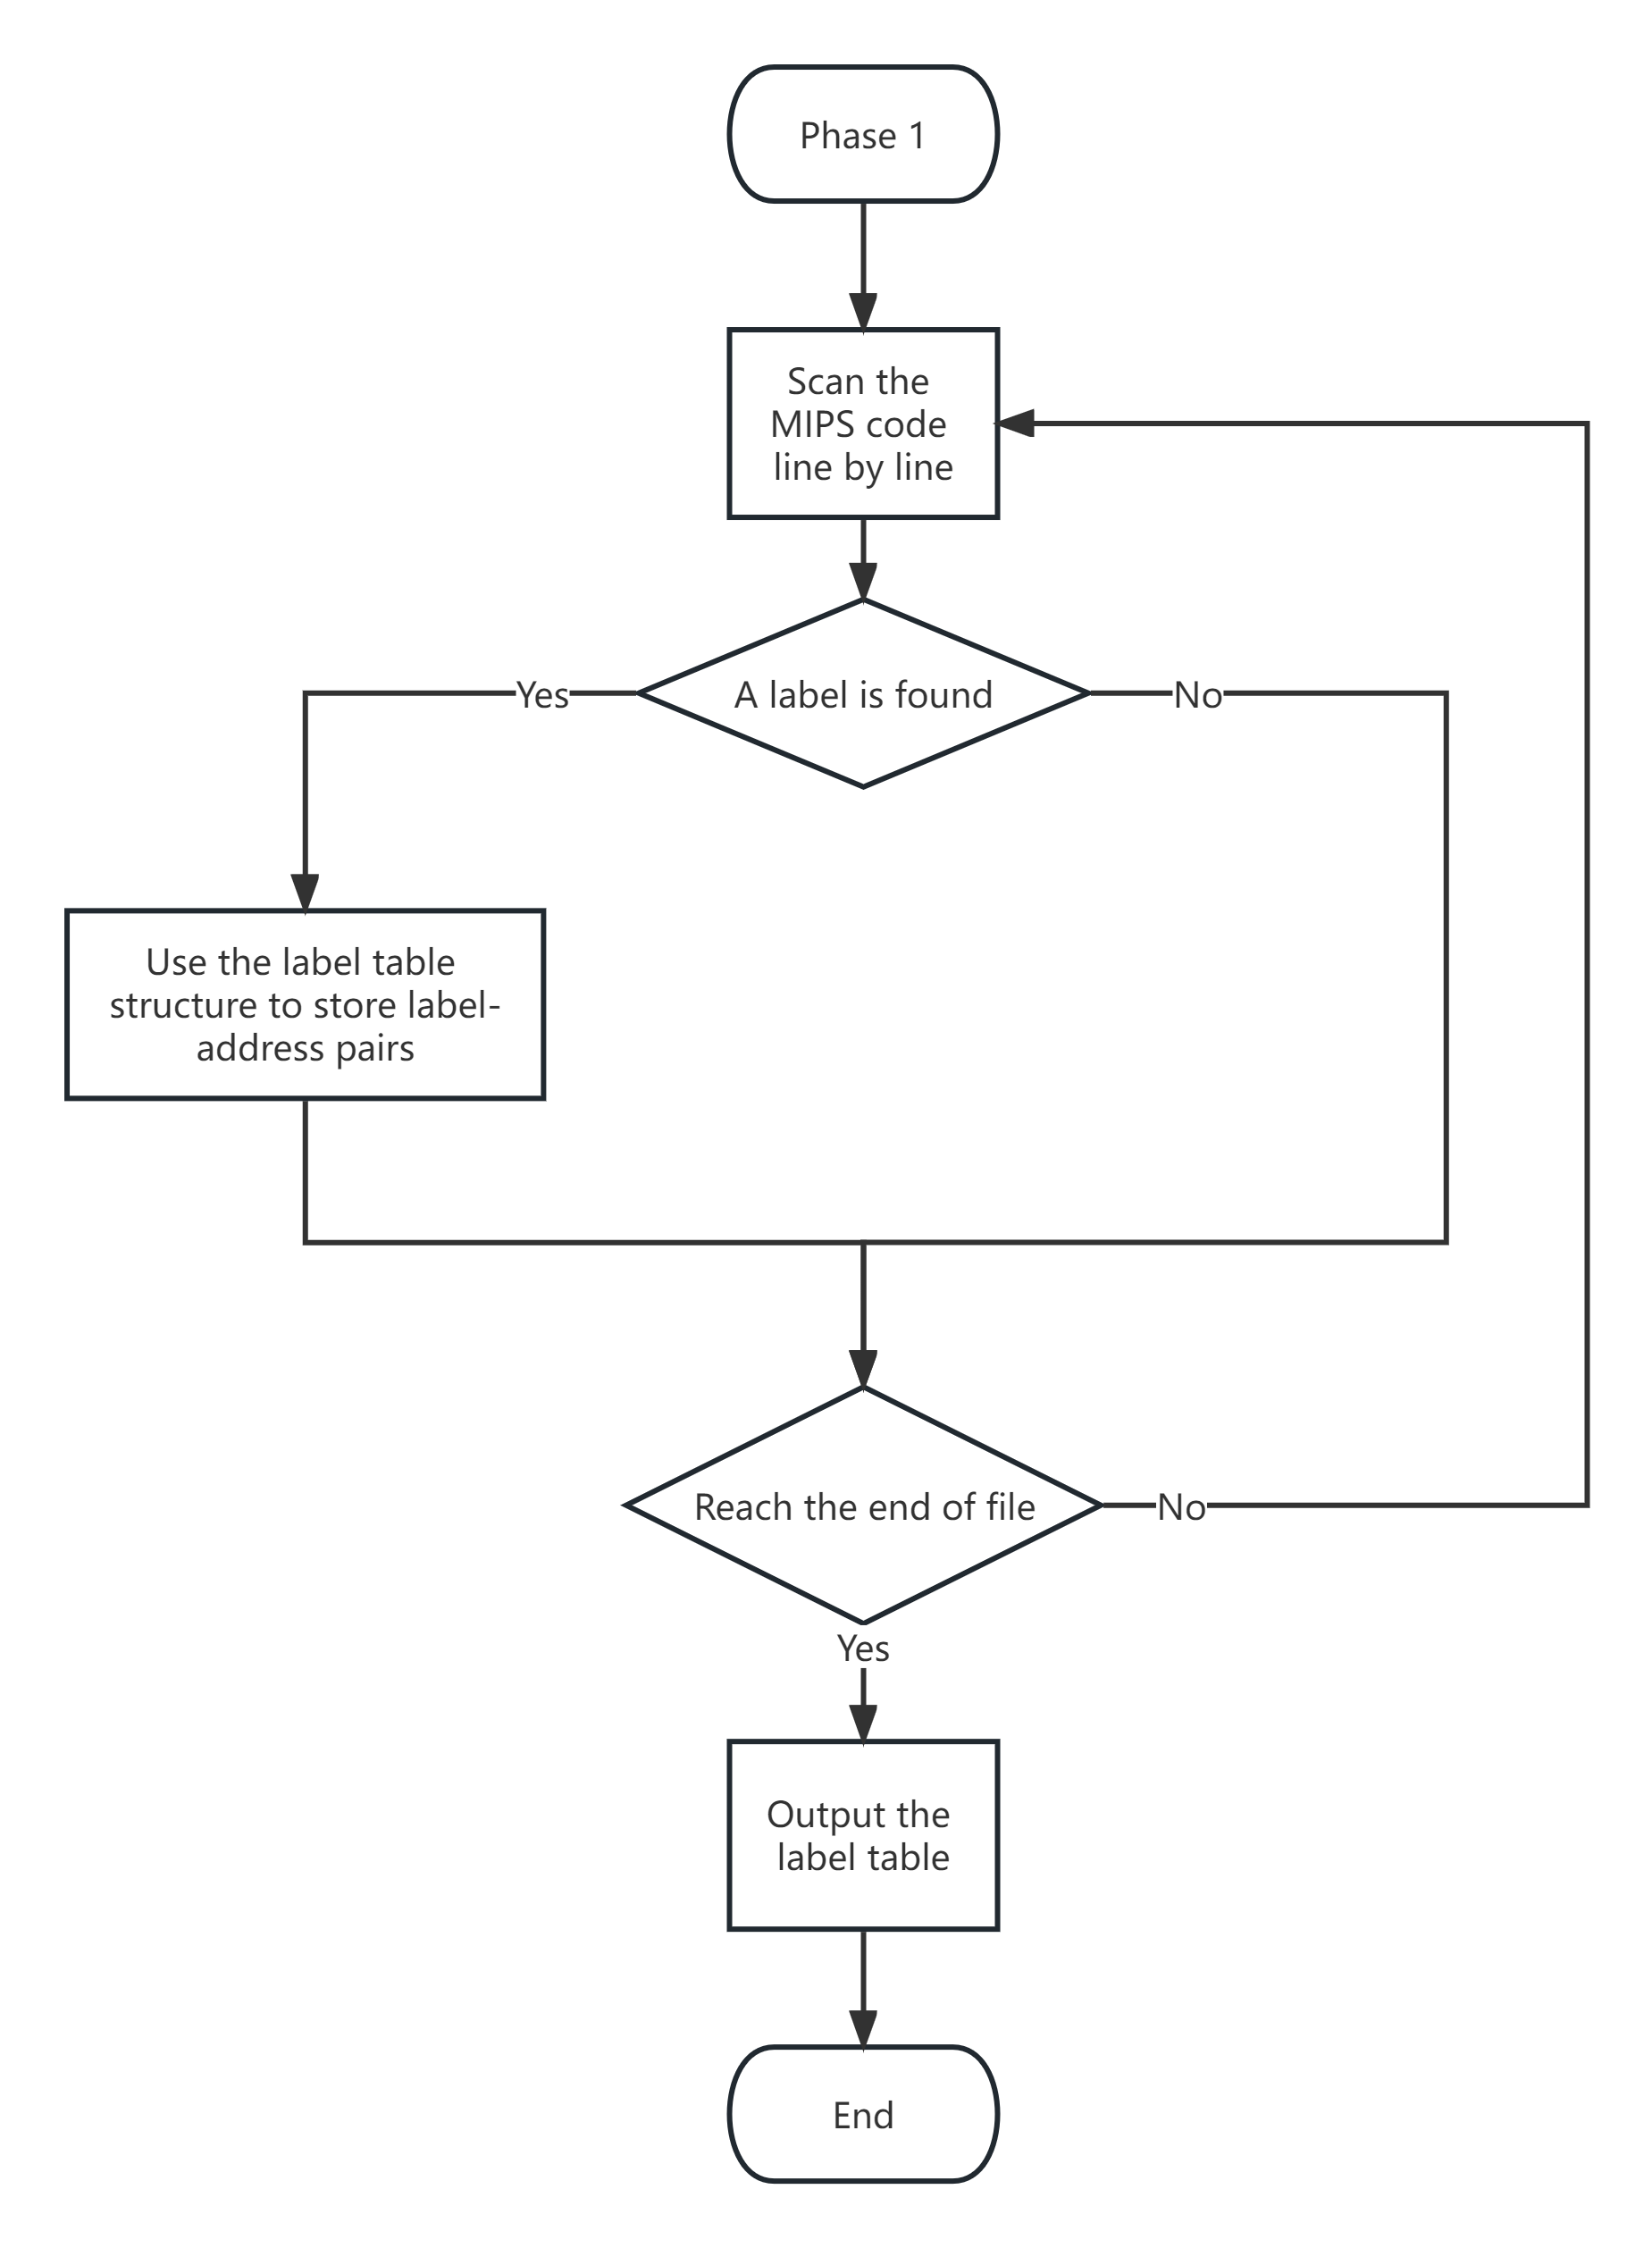 Phase 1
Scan the
MIPS code
line by line
A label is found
Yes
No
Use the label table
structure to store label-
address pairs
Reach the end of file
No
Yes
Output the
label table
End